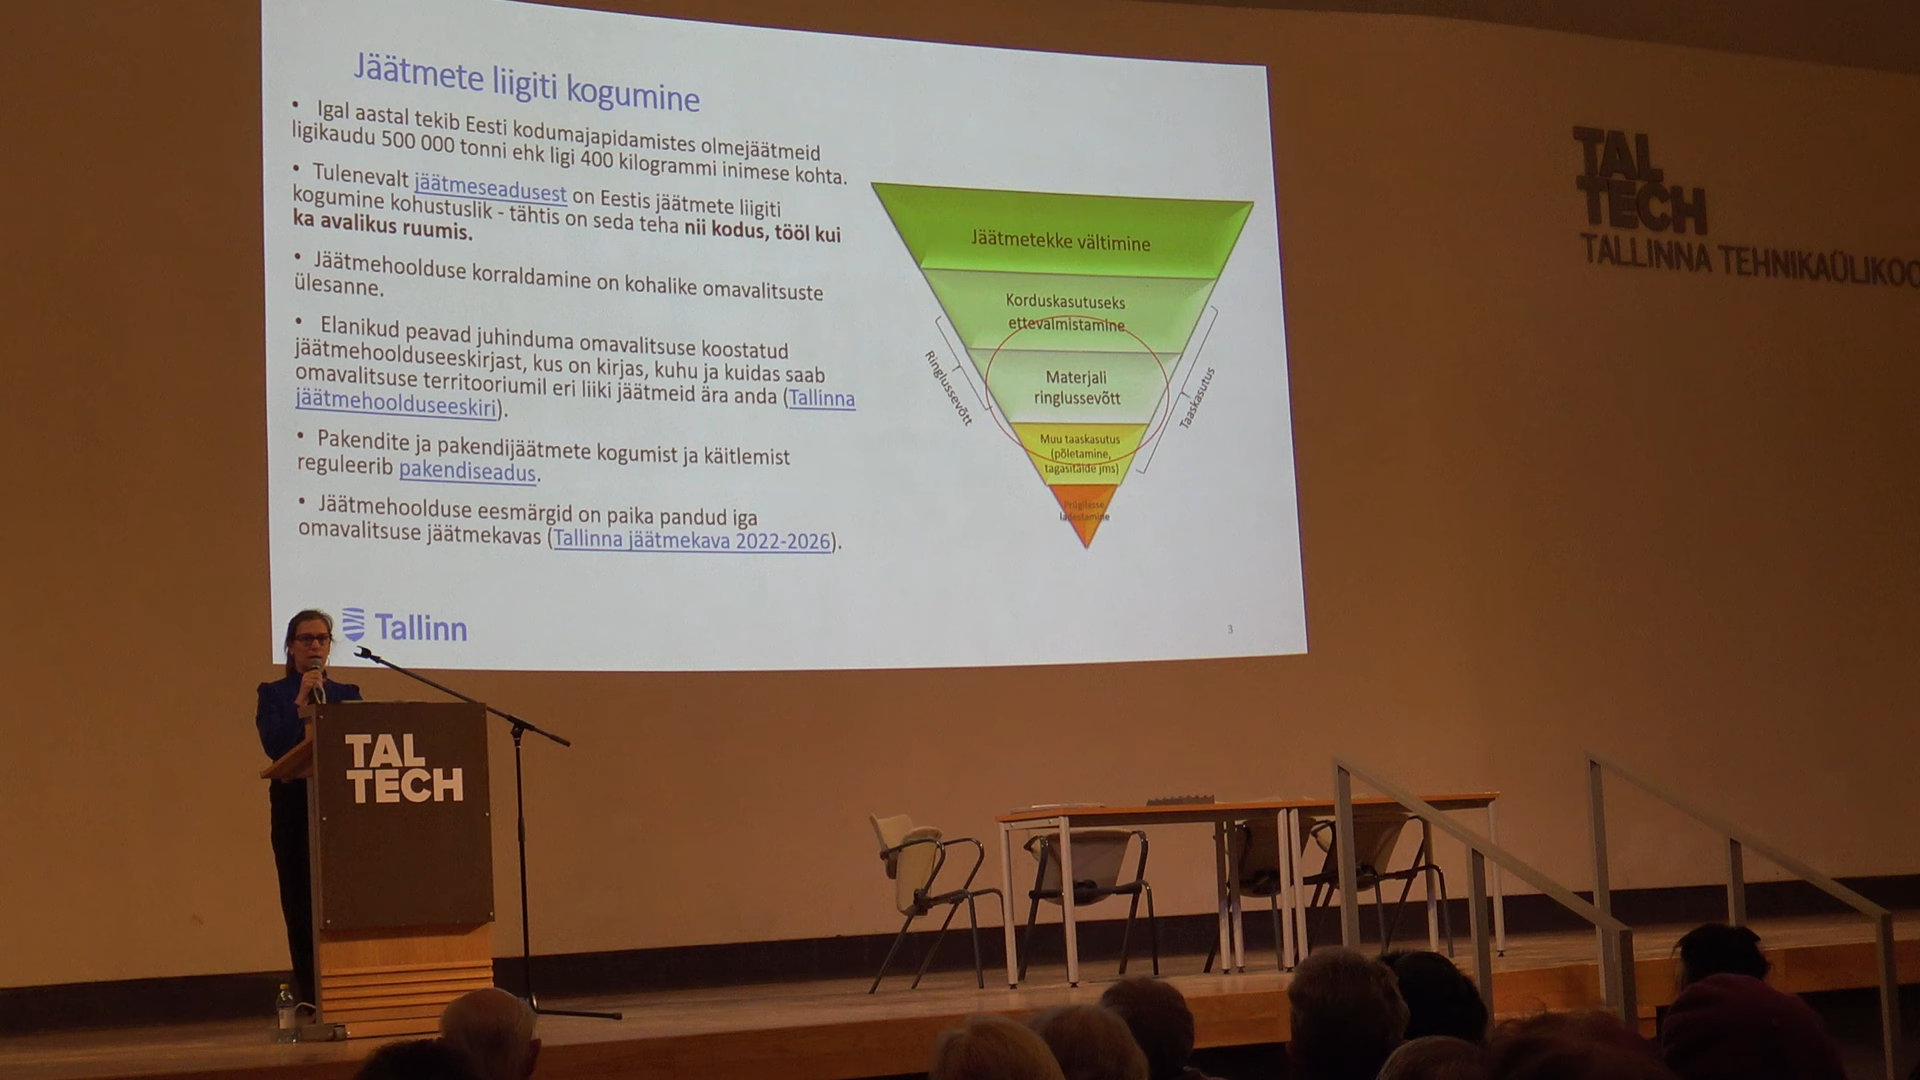 Jäätmete liigiti kogumine
• Igal aastal tekib Eesti kodumajapidamistes olmejäätmeid
ligikaudu 500 000 tonni ehk ligi 400 kilogrammi inimese kohta.
• Tulenevalt jäätmeseadusest on Eestis jäätmete liigiti
kogumine kohustuslik - tähtis on seda teha nii kodus, tööl kui
ka avalikus ruumis.
• Jäätmehoolduse korraldamine on kohalike omavalitsuste
ülesanne.
• Elanikud peavad juhinduma omavalitsuse koostatud
jäätmehoolduseeskirjast, kus on kirjas, kuhu ja kuidas saab
omavalitsuse territooriumil eri liiki jäätmeid ära anda (Tallinna
jäätmehoolduseeskiri).
• Pakendite ja pakendijäätmete kogumist ja käitlemist
reguleerib pakendiseadus.
• Jäätmehoolduse eesmärgid on paika pandud iga
omavalitsuse jäätmekavas (Tallinna jäätmekava 2022-2026).
Jäätmetekke vältimine
Korduskasutuseks
ettevalmistamine
Materjali
ringlussevõtt
Muu taaskasutus
(põletamine,
tagasitäide jms)
Prügilasse
ladestamine
Ringlussevõtt
Taaskasutus
Tallinn
3
TAL
TECH
TALLINNA TEHNIKAÜLIKOO
TAL
TECH